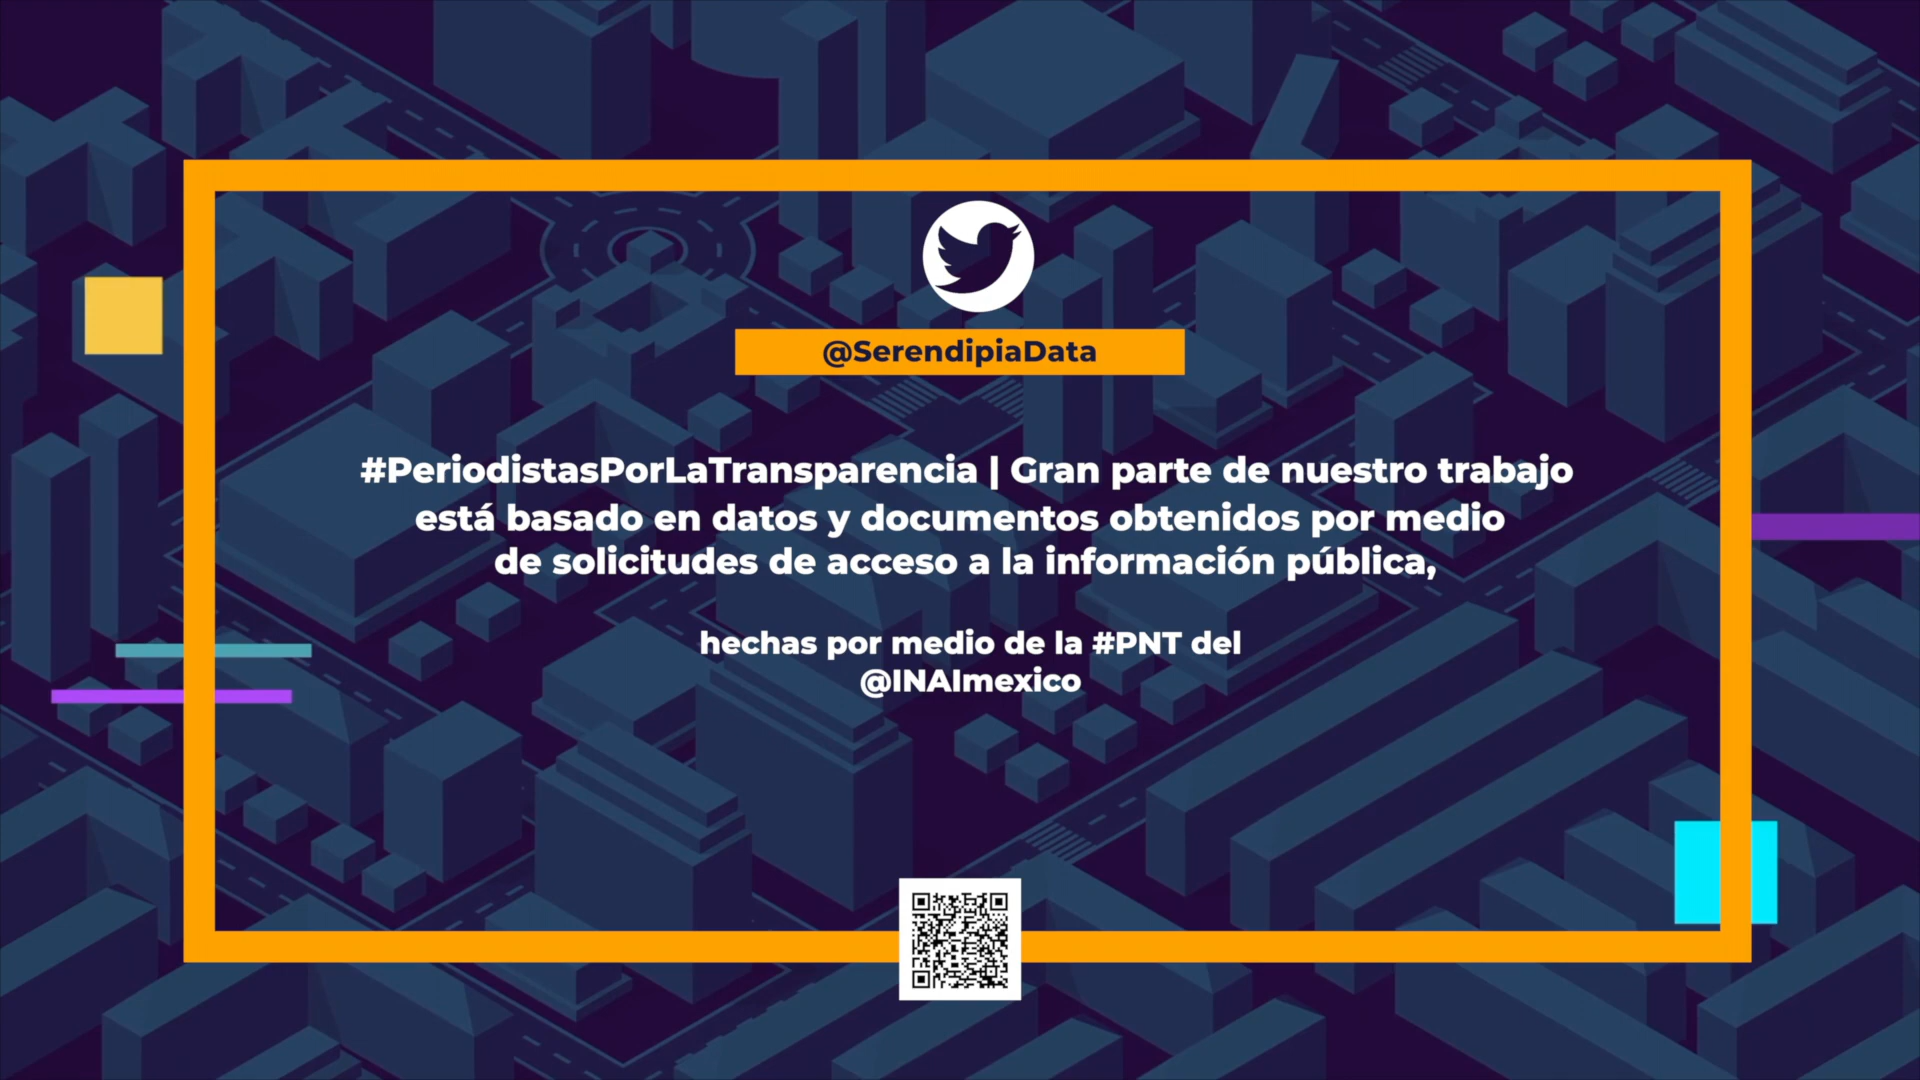 @SerendipiaData
#PeriodistasPorLaTransparencia | Gran parte de nuestro trabajo
está basado en datos y documentos obtenidos por medio
de solicitudes de acceso a la información pública,
hechas por medio de la #PNT del
@INAImexico